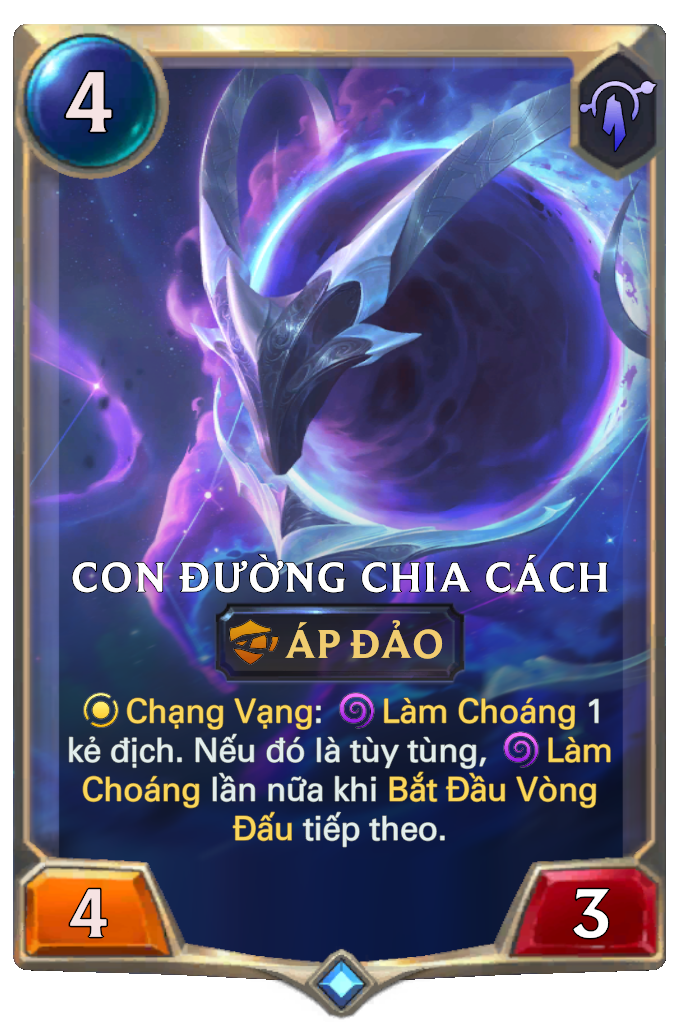 4
CON ĐƯỜNG CHIA CÁCH
ÁP ĐẢO
Chạng Vạng: Làm Choáng 1
kẻ địch. Nếu đó là tùy tùng, Làm
Choáng lần nữa khi Bắt Đầu Vòng
Đấu tiếp theo.
4
3